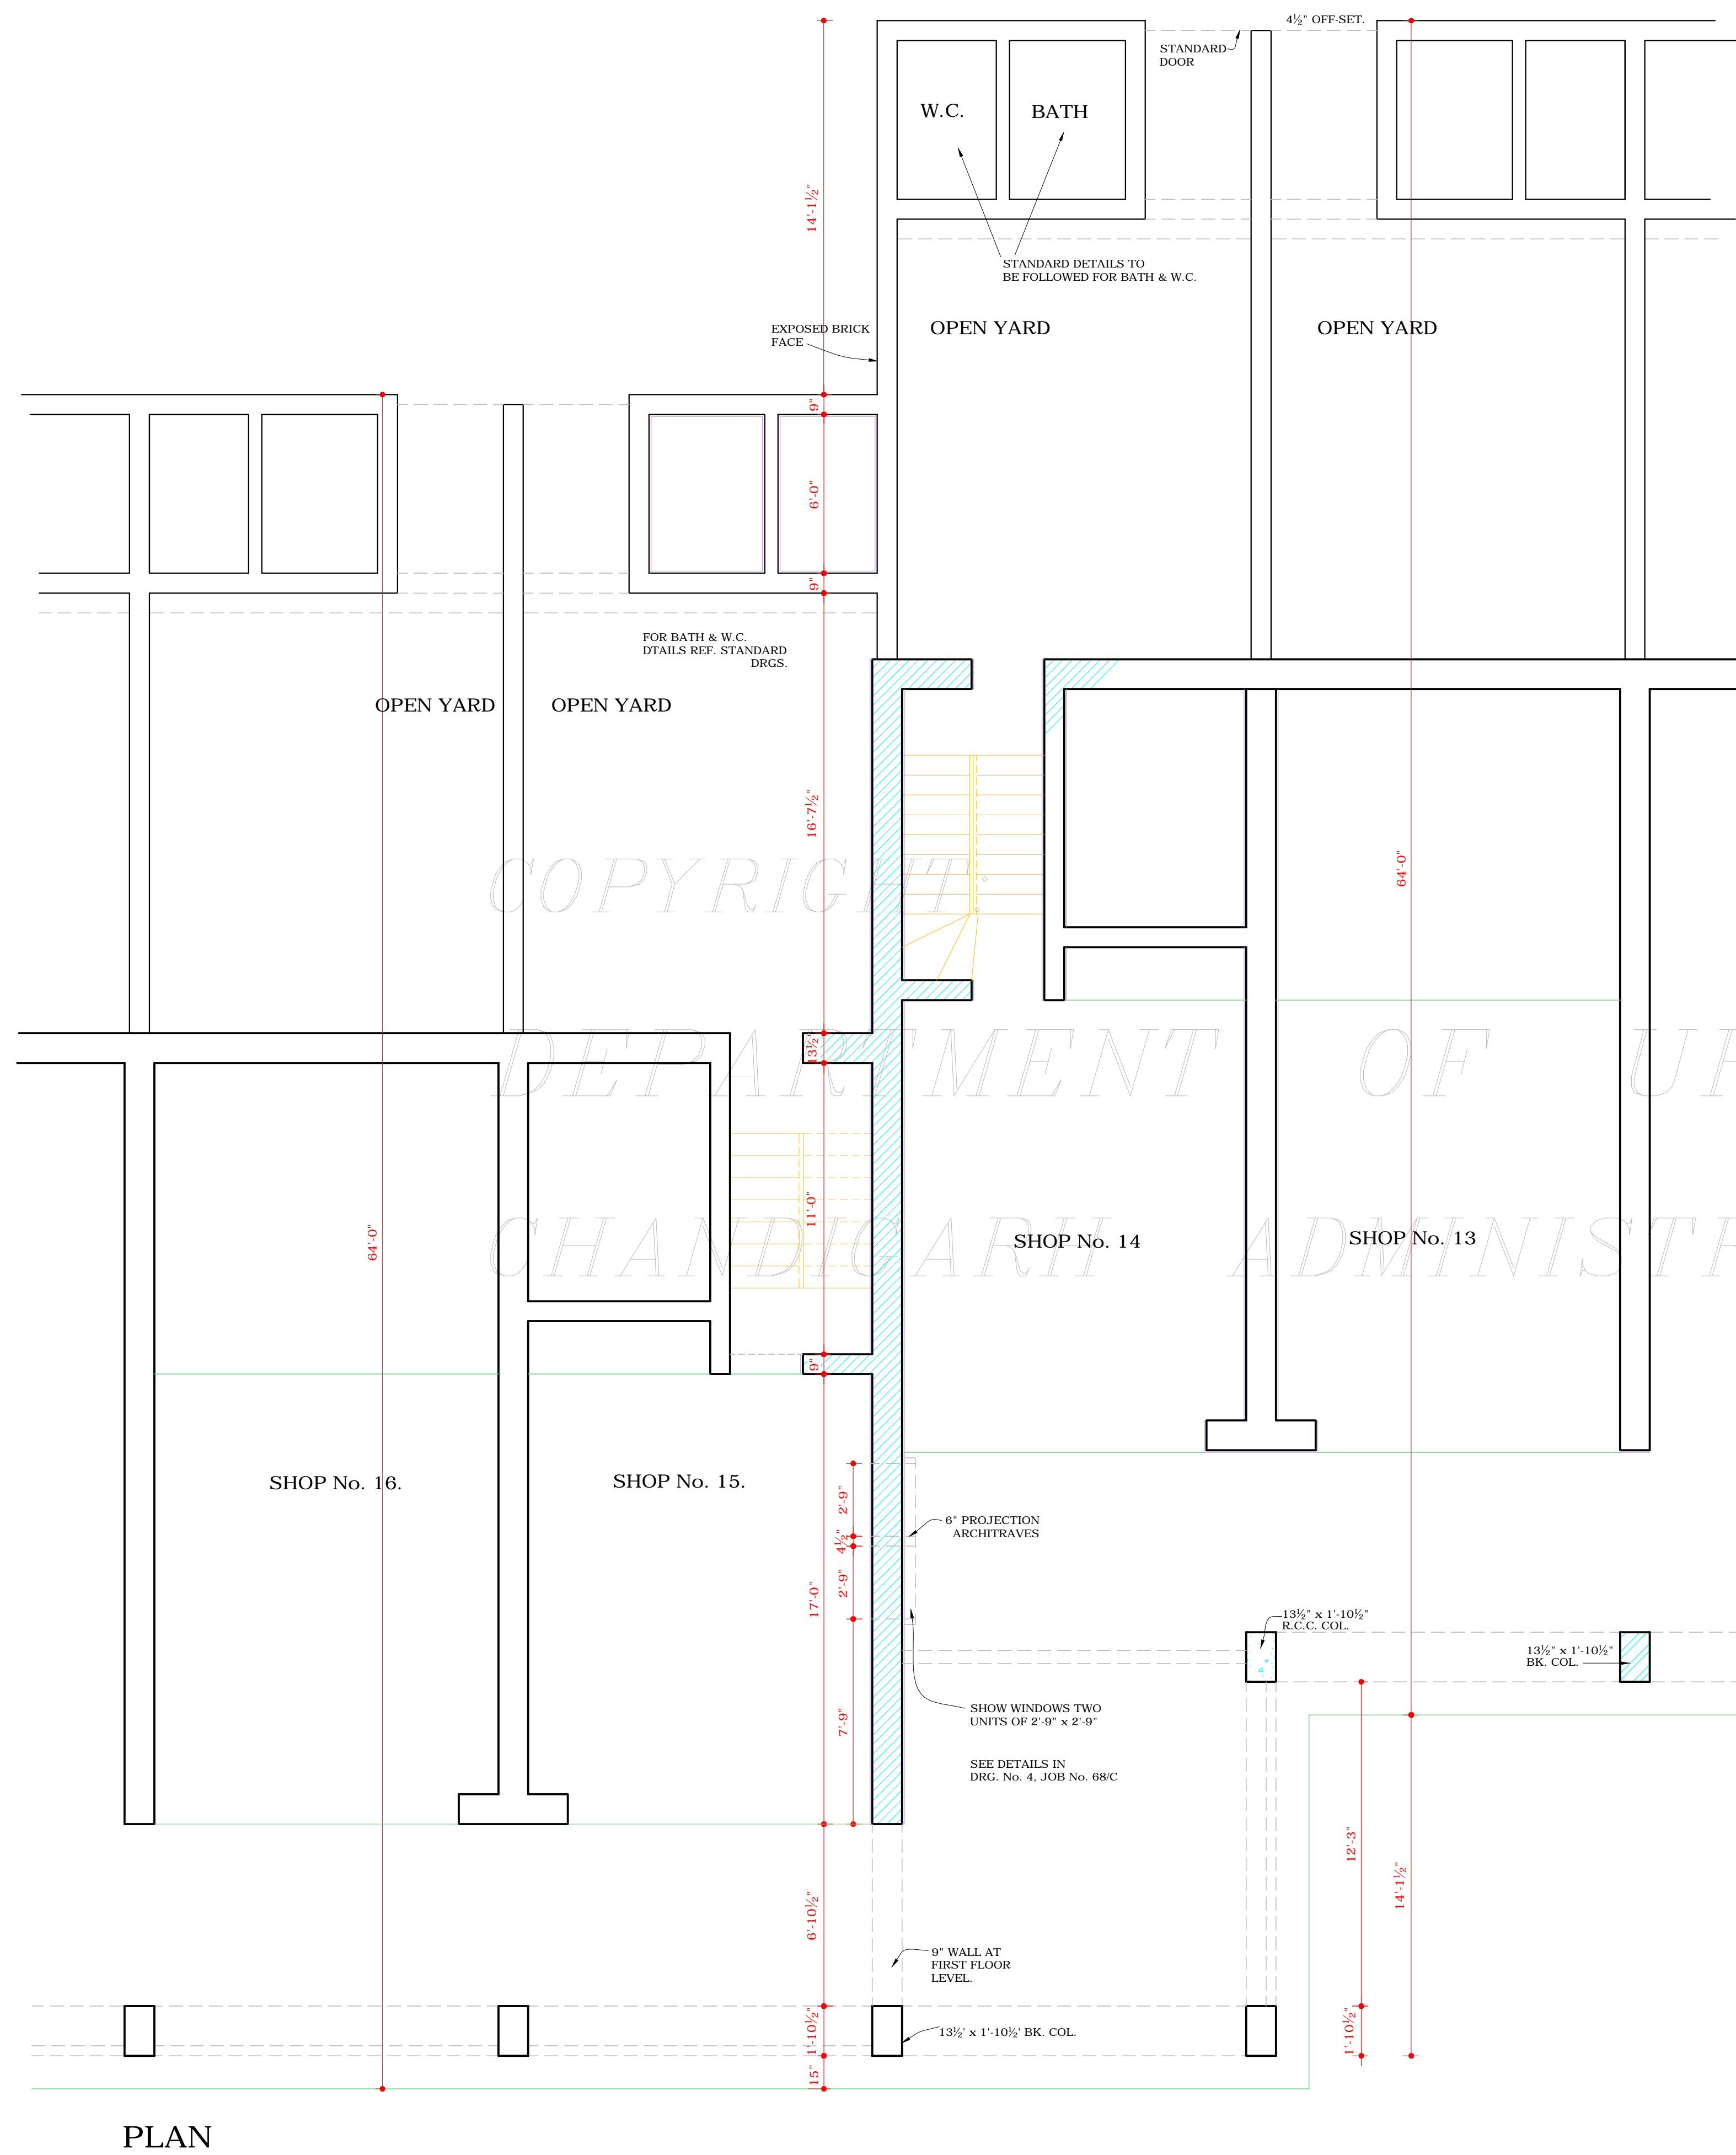 4½" OFF-SET.
STANDARD
DOOR
W.C.
BATH
14'-1½"
STANDARD DETAILS TO
BE FOLLOWED FOR BATH & W.C.
EXPOSED BRICK
FACE
OPEN YARD
OPEN YARD
9"
6'-0"
9"
FOR BATH & W.C.
DTAILS REF. STANDARD
DRGS.
OPEN YARD
OPEN YARD
16'-7½"
64'-0"
COPYRIGHT :
13½"
DEPARTMENT OF
11'-0"
64'-0"
CHANDIGARH
SHOP No. 14
SHOP No. 13
9"
SHOP No. 16.
SHOP No. 15.
2'-9"
4½"
2'-9"
17'-0"
7'-9"
6" PROJECTION
ARCHITRAVES
13½" x 1'-10½"
R.C.C. COL.
13½" x 1'-10½"
BK. COL.
SHOW WINDOWS TWO
UNITS OF 2'-9" x 2'-9"
SEE DETAILS IN
DRG. No. 4, JOB No. 68/C
12'-3"
14'-1½"
6'-10½"
9" WALL AT
FIRST FLOOR
LEVEL.
1'-10½"
13½' x 1'-10½' BK. COL.
1'-10½"
15"
PLAN